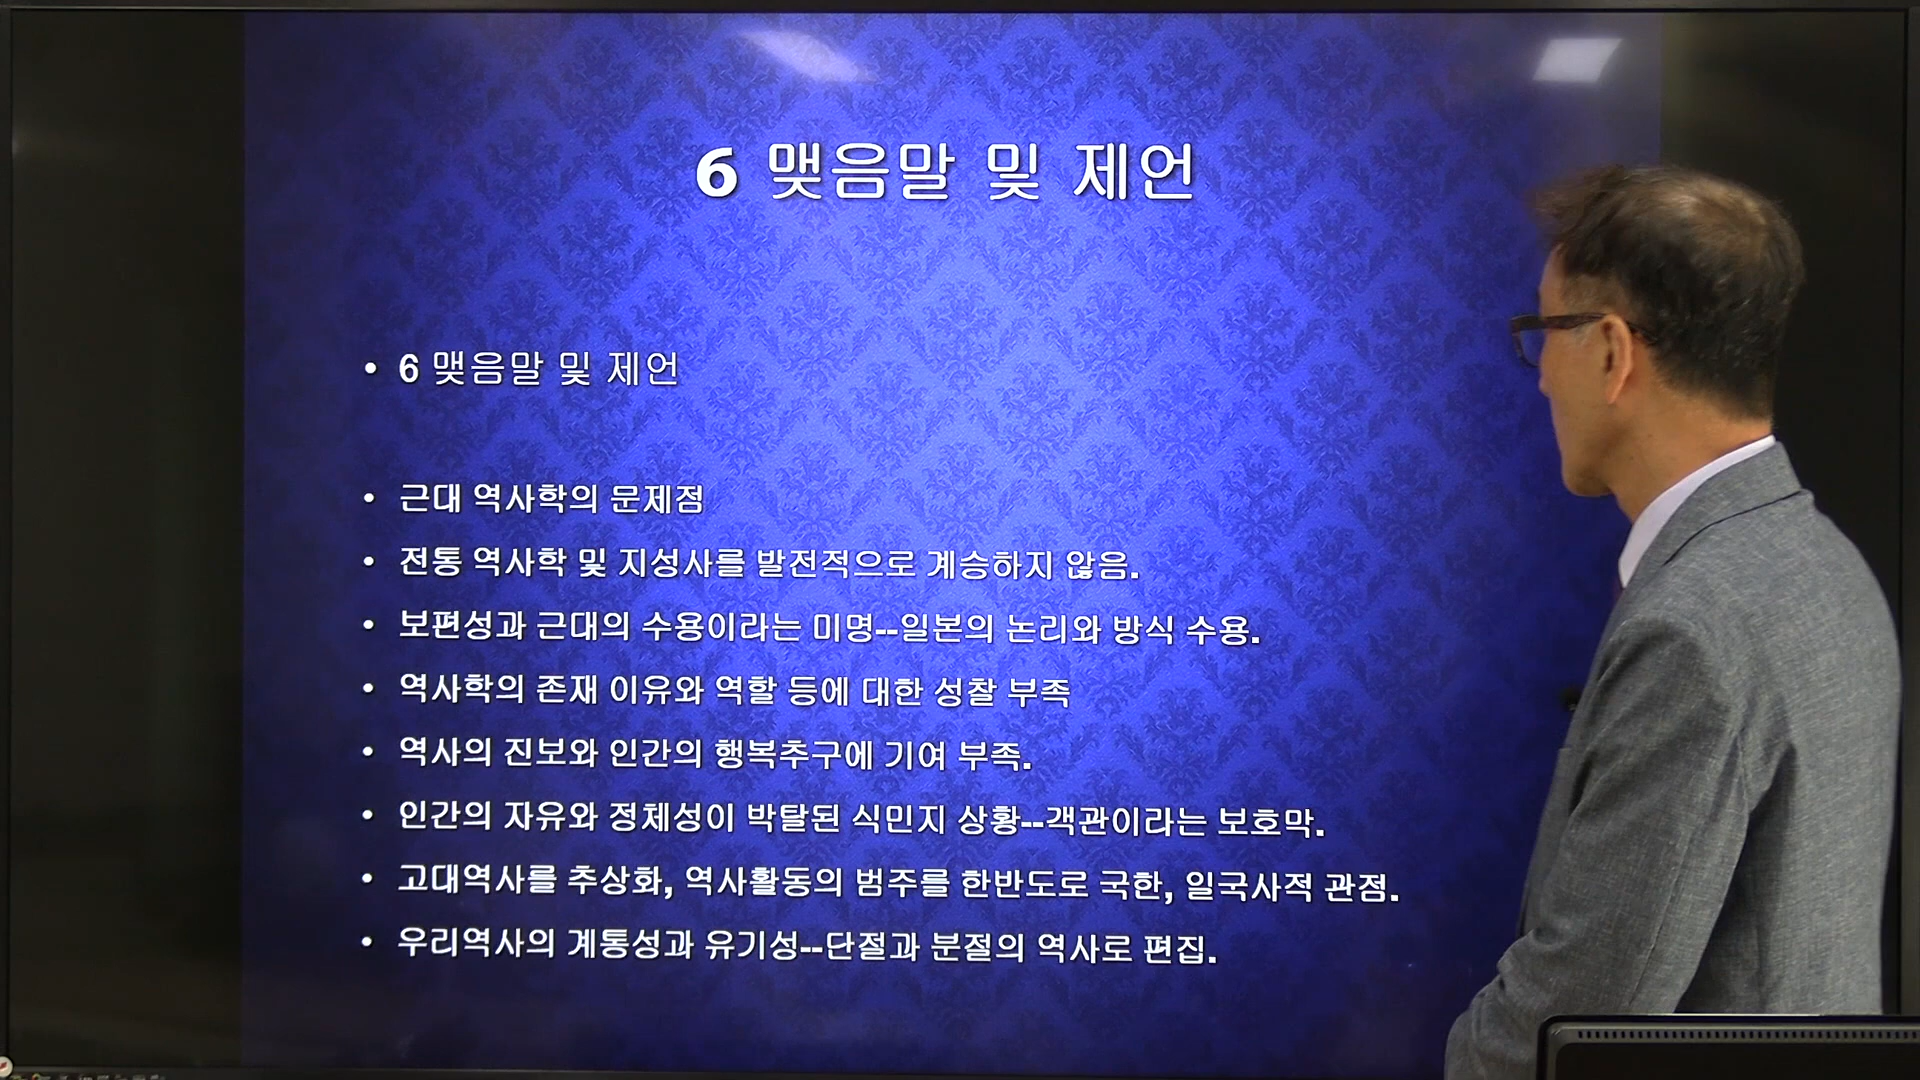 6 맺음말 및 제언
• 6 맺음말 및 제언
• 근대 역사학의 문제점
• 전통 역사학 및 지성사를 발전적으로 계승하지 않음.
• 보편성과 근대의 수용이라는 미명--일본의 논리와 방식 수용.
• 역사학의 존재 이유와 역할 등에 대한 성찰 부족
• 역사의 진보와 인간의 행복추구에 기여 부족.
• 인간의 자유와 정체성이 박탈된 식민지 상황--객관이라는 보호막.
• 고대역사를 추상화, 역사활동의 범주를 한반도로 국한, 일국사적 관점.
• 우리역사의 계통성과 유기성--단절과 분절의 역사로 편집.